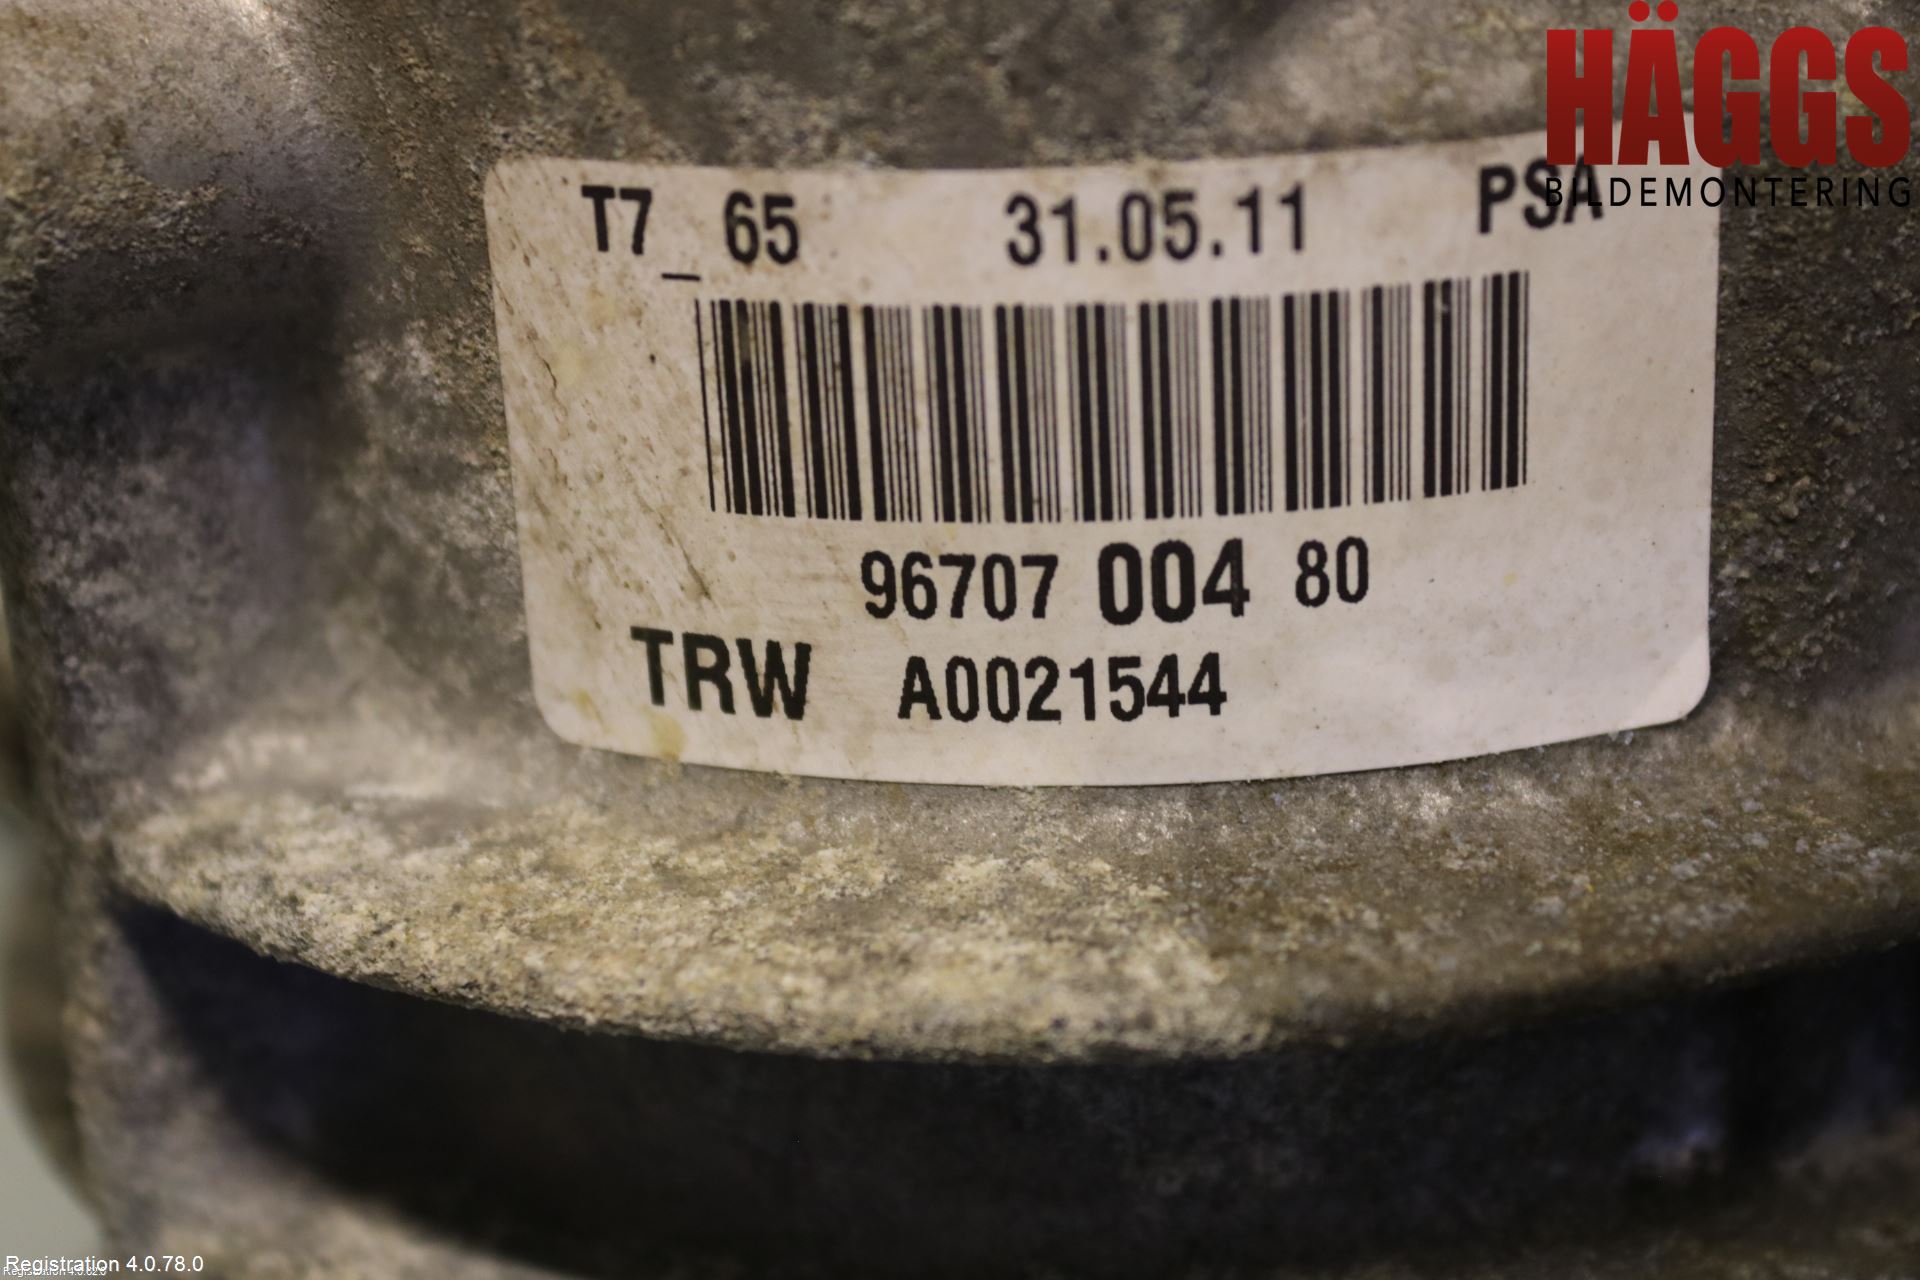 HÄGGS
BILDEMONTERING
T7_65 31.05.11 PSA
96707 004 80
TRW A0021544
Registration 4.0.78.0